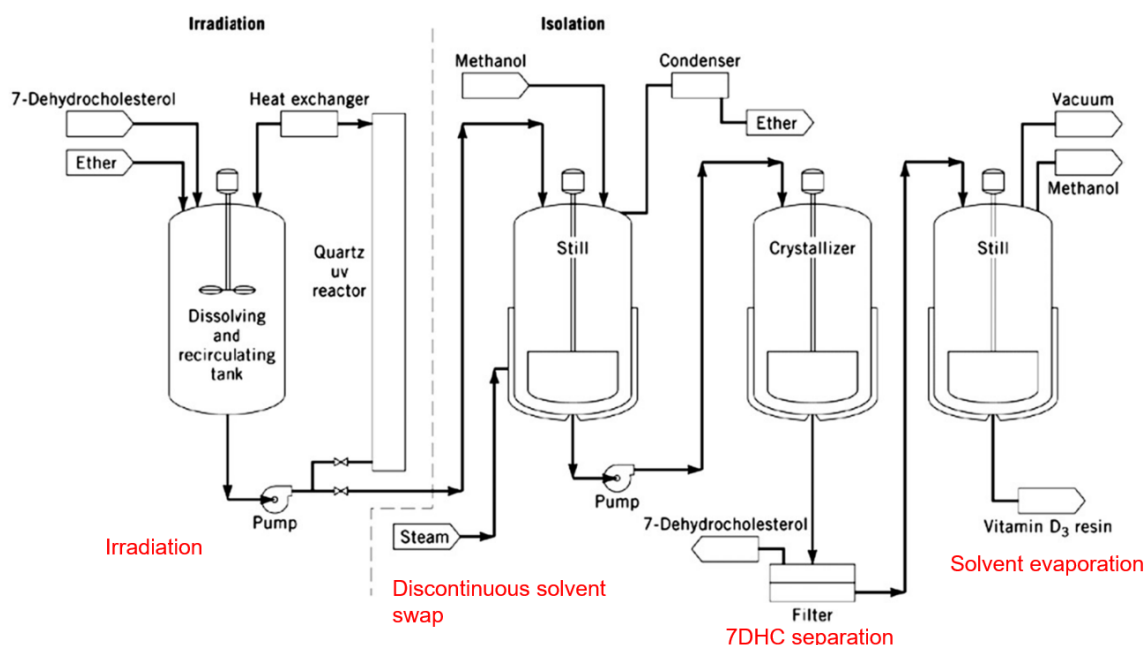 Irradiation
Isolation
Methanol
Condenser
7-Dehydrocholesterol
Heat exchanger
Vacuum
Ether
Ether
Methanol
Still
Crystallizer
Still
Quartz
uv
reactor
Dissolving
and
recirculating
tank
Pump
Pump
Steam
7-Dehydrocholesterol
Vitamin D₃ resin
Filter
Irradiation
Discontinuous solvent
swap
7DHC separation
Solvent evaporation